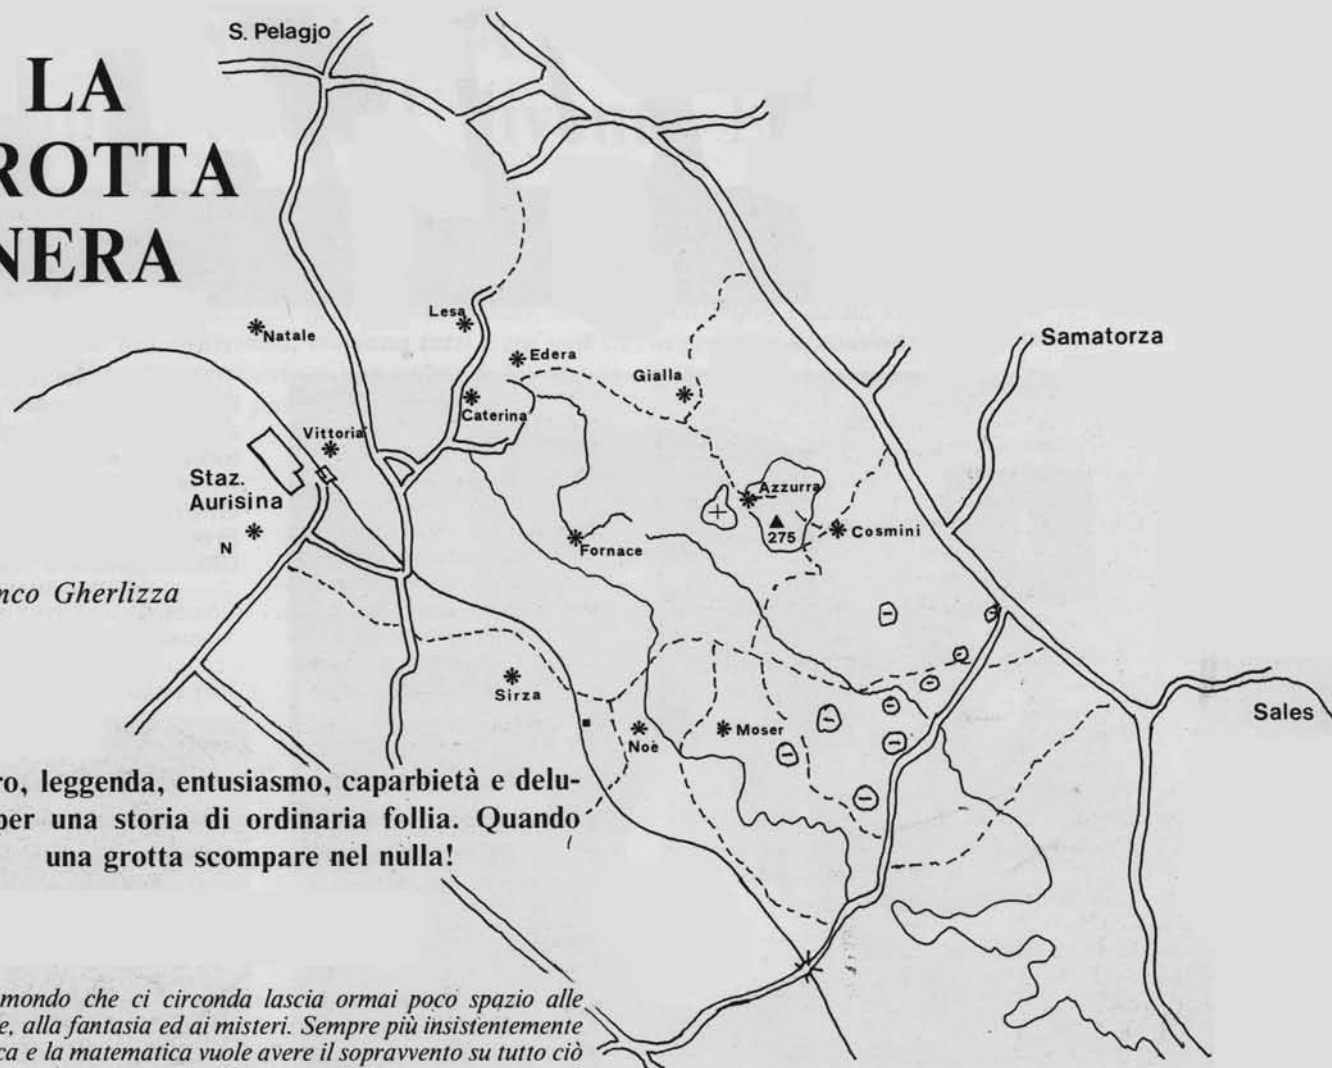 LA
ROTTA
NERA
S. Pelagjo
Natale
Lesa
Edera
Gialla
Samatorza
Caterina
Vittoria
Staz.
Aurisina
Azzurra
275
Cosmini
N
Fornace
nco Gherlizza
Sirza
Noè
Moser
Sales
ro, leggenda, entusiasmo, caparbietà e delu-
per una storia di ordinaria follia. Quando
una grotta scompare nel nulla!
mondo che ci circonda lascia ormai poco spazio alle
e, alla fantasia ed ai misteri. Sempre più insistentemente
ca e la matematica vuole avere il sopravvento su tutto ciò